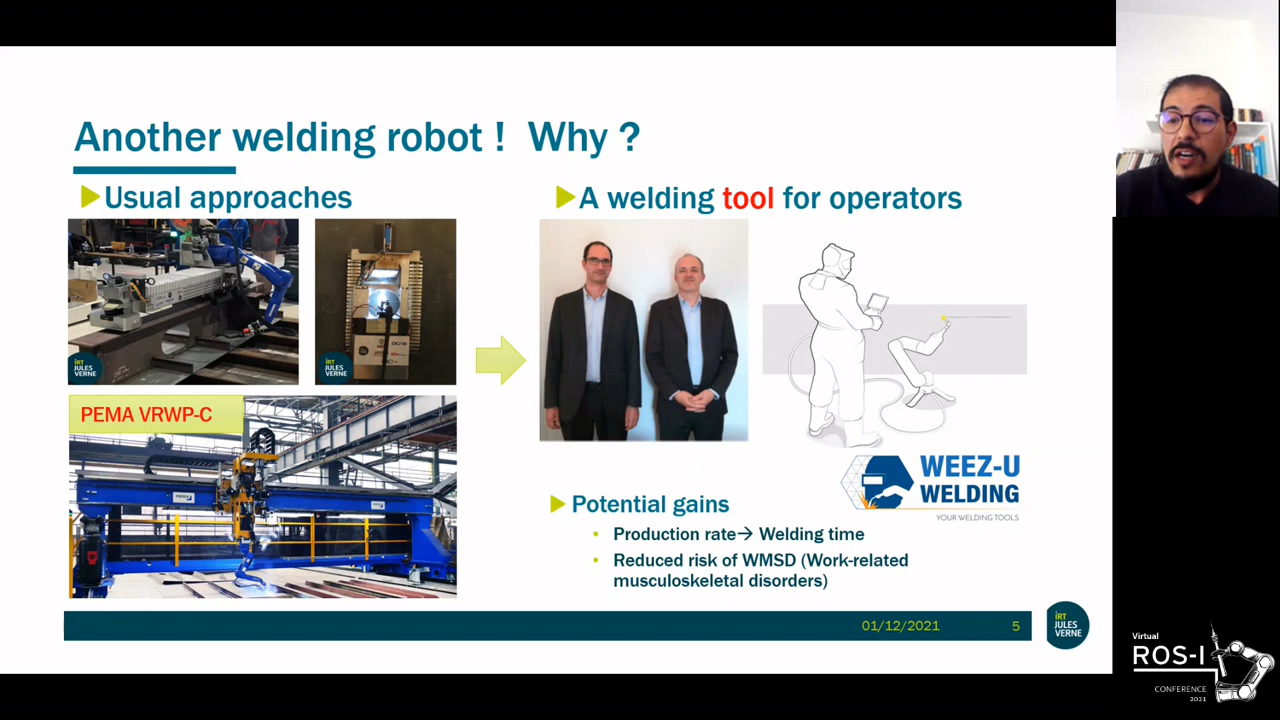 Another welding robot ! Why ?
Usual approaches
iRT
JULES
VERNE
iRT
JULES
VERNE
PEMA VRWP-C
A welding tool for operators
WEEZ-U
WELDING
YOUR WELDING TOOLS
Potential gains
• Production rate→ Welding time
• Reduced risk of WMSD (Work-related
musculoskeletal disorders)
01/12/2021
5
iRT
JULES
VERNE
Virtual
ROS-I
CONFERENCE
2021